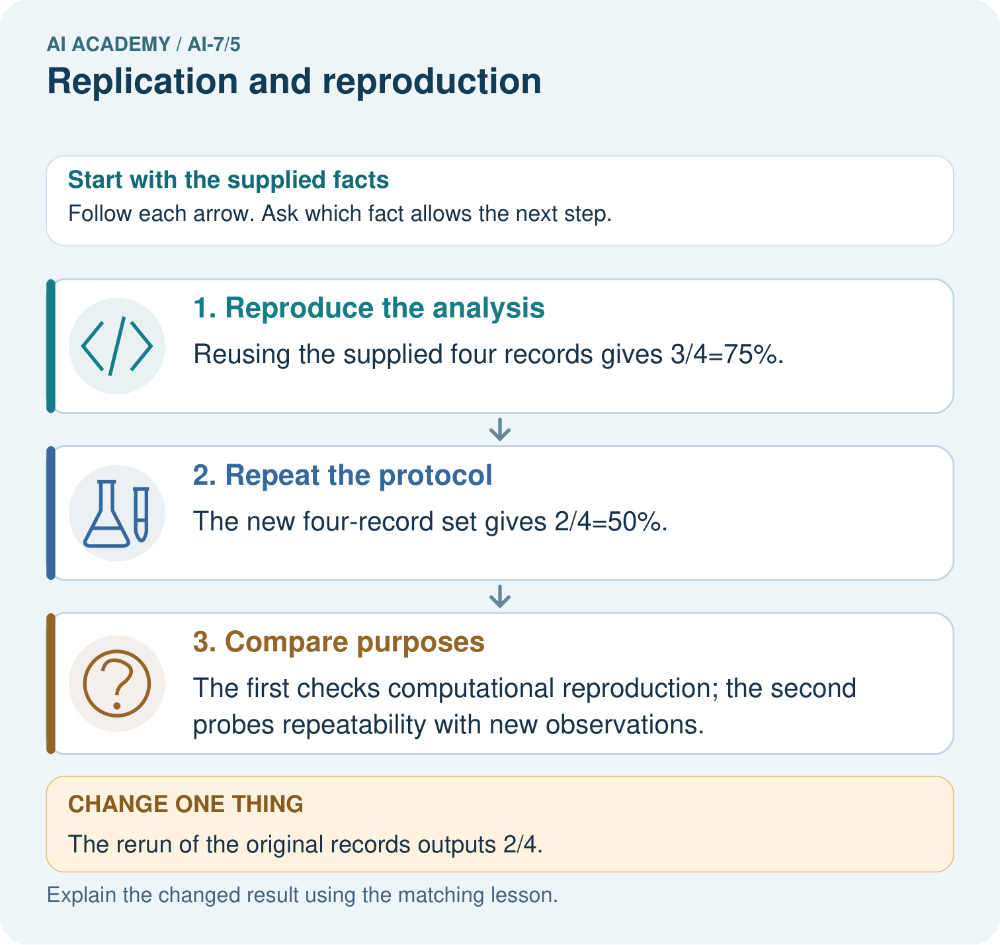 AI ACADEMY / AI-7/5
Replication and reproduction
Start with the supplied facts
Follow each arrow. Ask which fact allows the next step.
1. Reproduce the analysis
Reusing the supplied four records gives 3/4=75%.
2. Repeat the protocol
The new four-record set gives 2/4=50%.
3. Compare purposes
The first checks computational reproduction; the second
probes repeatability with new observations.
CHANGE ONE THING
The rerun of the original records outputs 2/4.
Explain the changed result using the matching lesson.